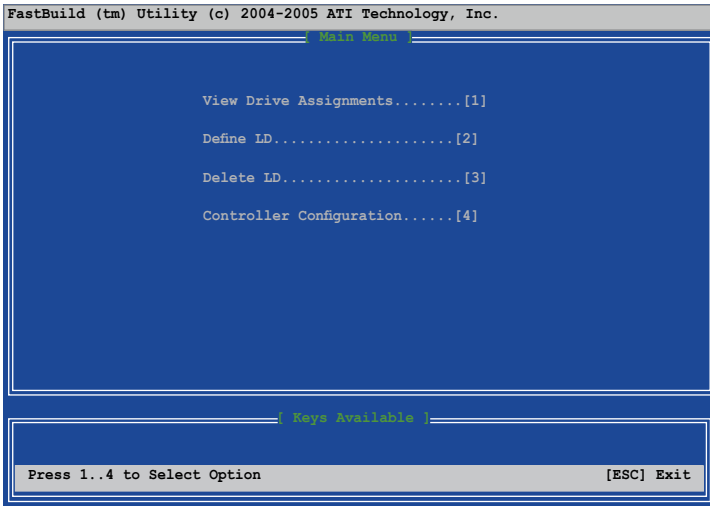 FastBuild (tm) Utility (c) 2004-2005 ATI Technology, Inc.
[ Main Menu ]
View Drive Assignments........[1]
Define LD.....................[2]
Delete LD.....................[3]
Controller Configuration......[4]
[ Keys Available ]
Press 1..4 to Select Option [ESC] Exit